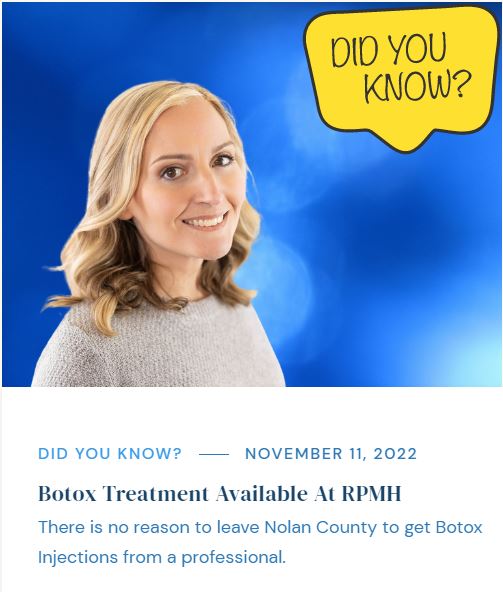 DID YOU
KNOW?
DID YOU KNOW? — NOVEMBER 11, 2022
Botox Treatment Available At RPMH
There is no reason to leave Nolan County to get Botox
Injections from a professional.